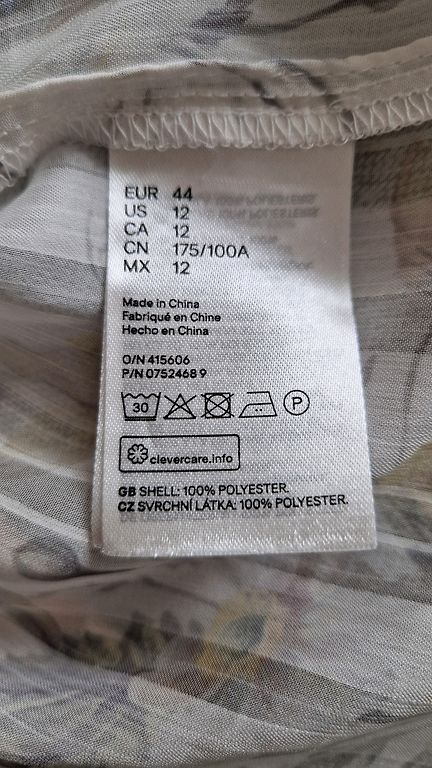 EUR 44
US 12
CA 12
CN 175/100A
MX 12
Made in China
Fabriqué en Chine
Hecho en China
O/N 415606
P/N 0752468 9
30
P
clevercare.info
GB SHELL: 100% POLYESTER.
CZ SVRCHNÍ LÁTKA: 100% POLYESTER.